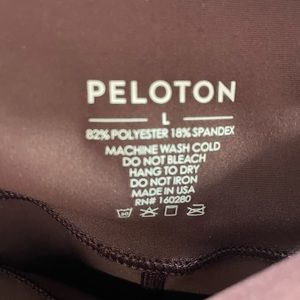 PELOTON
L
82% POLYESTER 18% SPANDEX
MACHINE WASH COLD
DO NOT BLEACH
HANG TO DRY
DO NOT IRON
MADE IN USA
RN# 160280